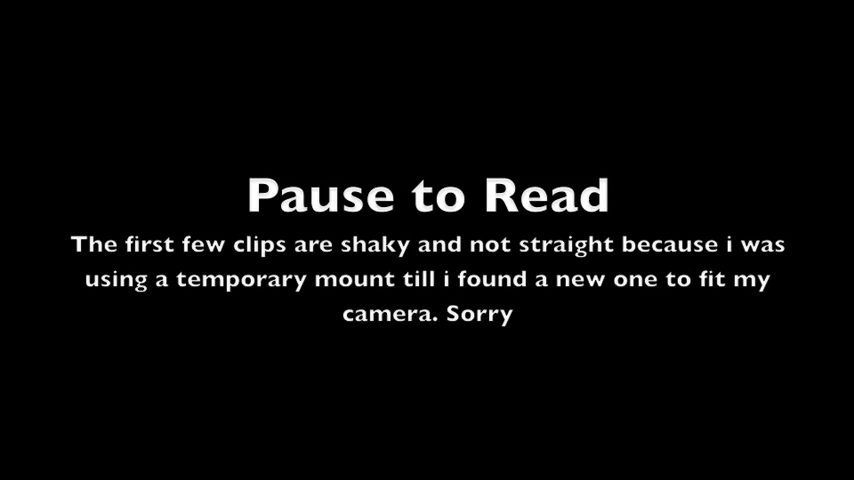 Pause to Read
The first few clips are shaky and not straight because i was
using a temporary mount till i found a new one to fit my
camera. Sorry